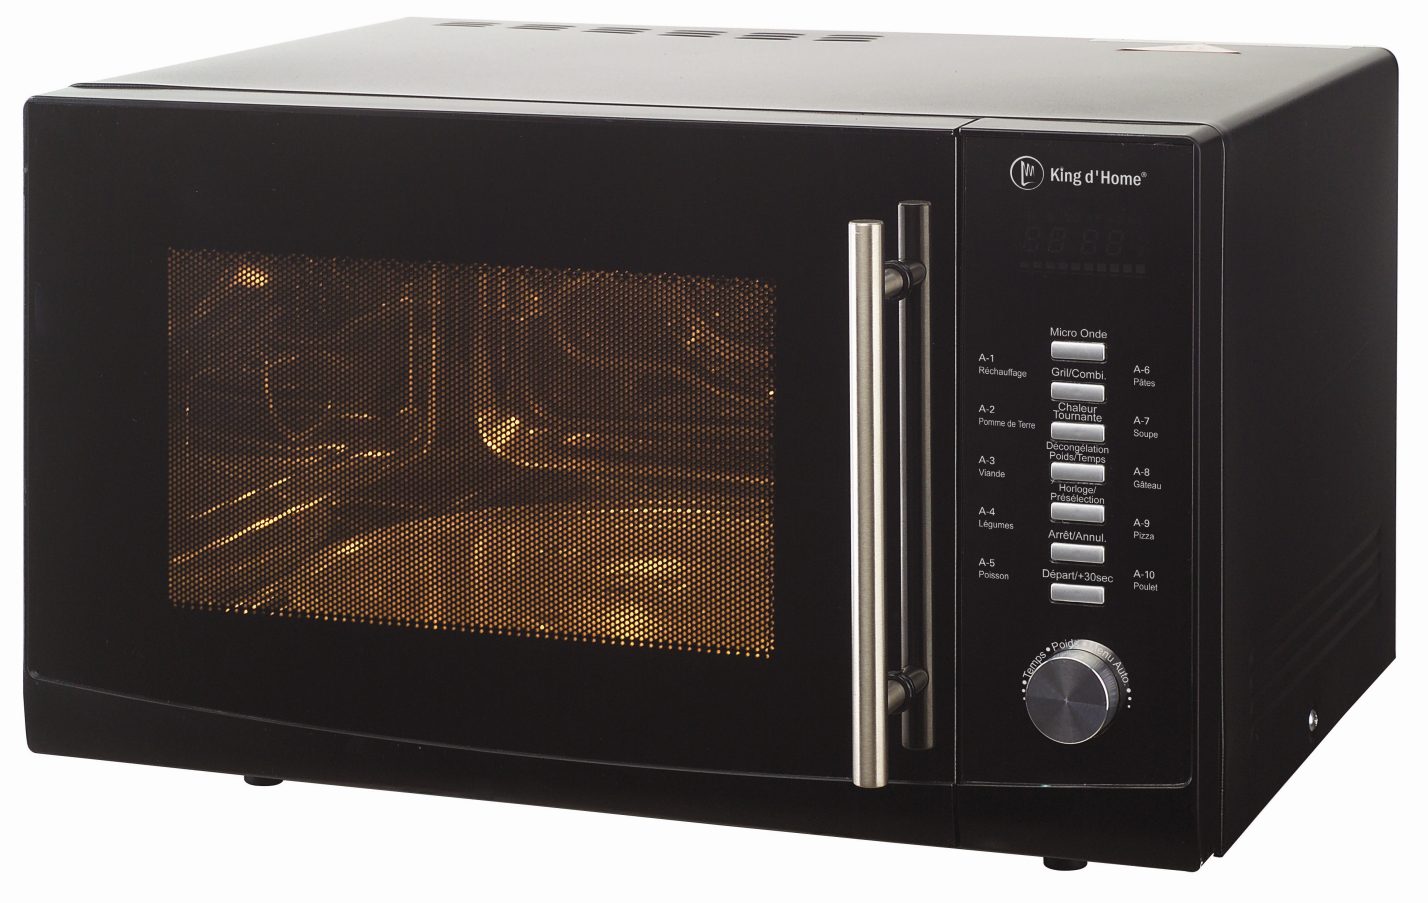 King d'Home®
Micro Onde
A-1
Réchauffage
Gril/Combi.
A-6
Pâtes
Chaleur
Tournante
A-2
Pomme de Terre
A-7
Soupe
Décongélation
Poids/Temps
A-3
Viande
A-8
Gâteau
Horloge/
Présélection
A-4
Légumes
A-9
Pizza
Arrêt/Annul.
A-5
Poisson
Départ/+30sec
A-10
Poulet
Temps • Poids • Menu Auto.